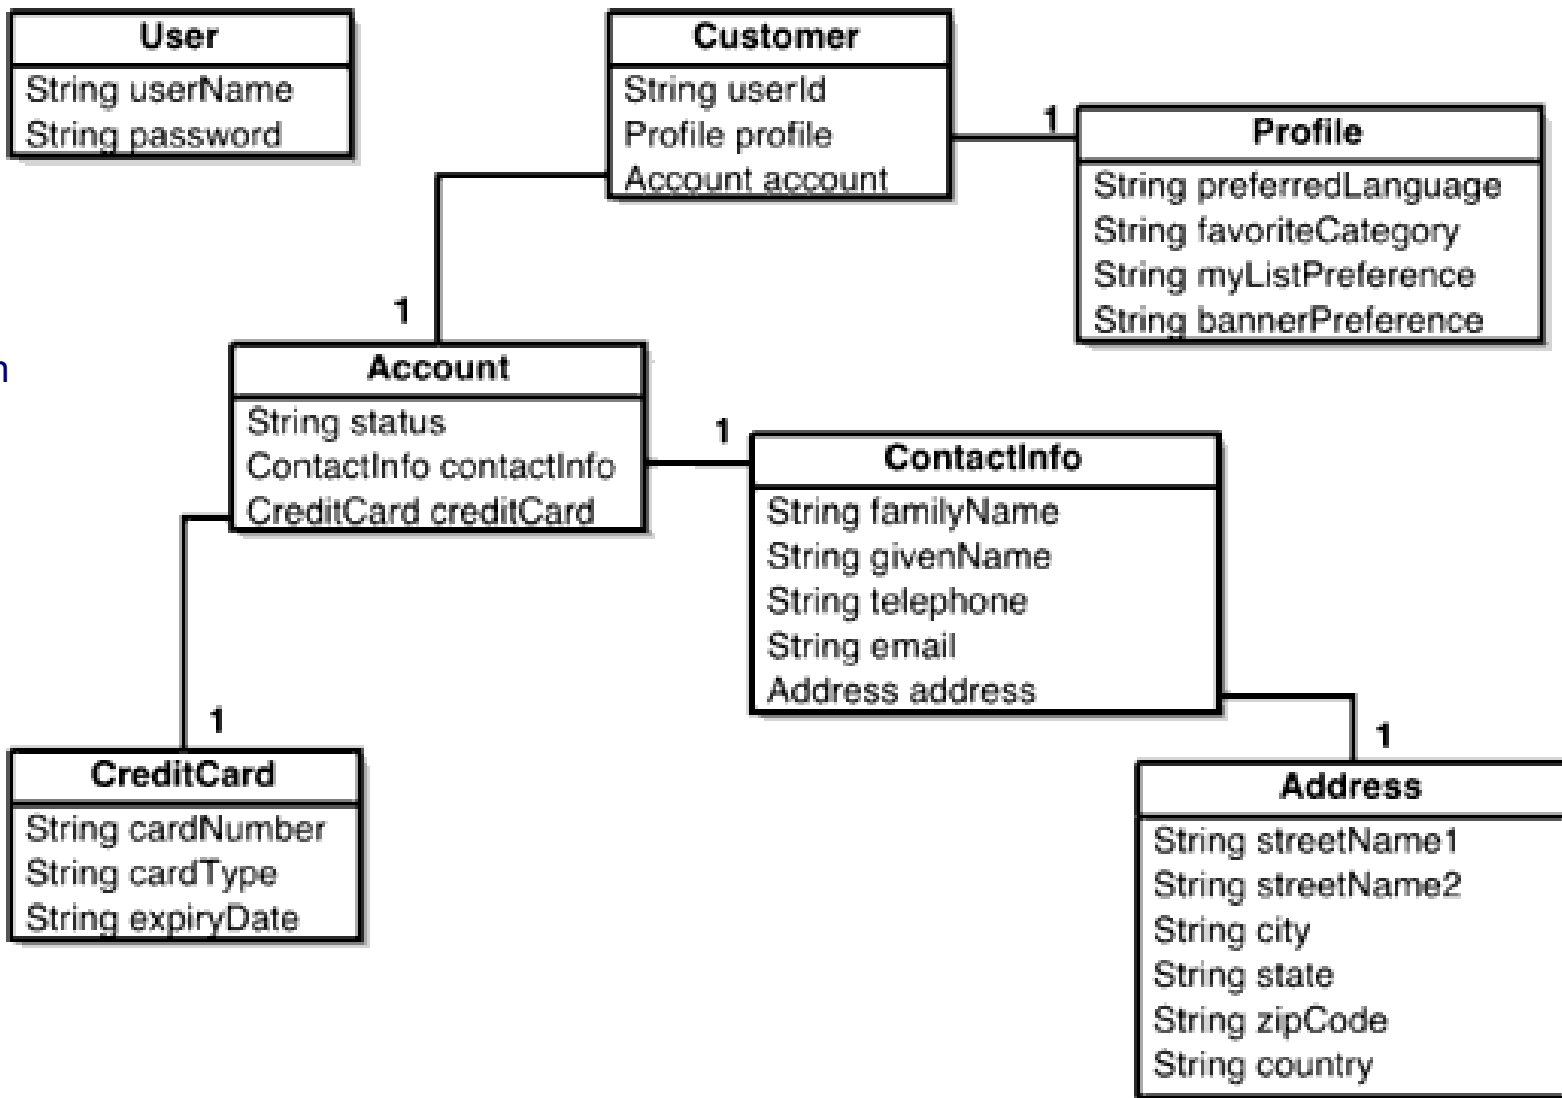 User
String userName
String password
Customer
String userId
Profile profile
Account account
1
Profile
String preferredLanguage
String favoriteCategory
String myListPreference
String bannerPreference
1
n
Account
String status
ContactInfo contactInfo
CreditCard creditCard
1
ContactInfo
String familyName
String givenName
String telephone
String email
Address address
1
CreditCard
String cardNumber
String cardType
String expiryDate
1
Address
String streetName1
String streetName2
String city
String state
String zipCode
String country